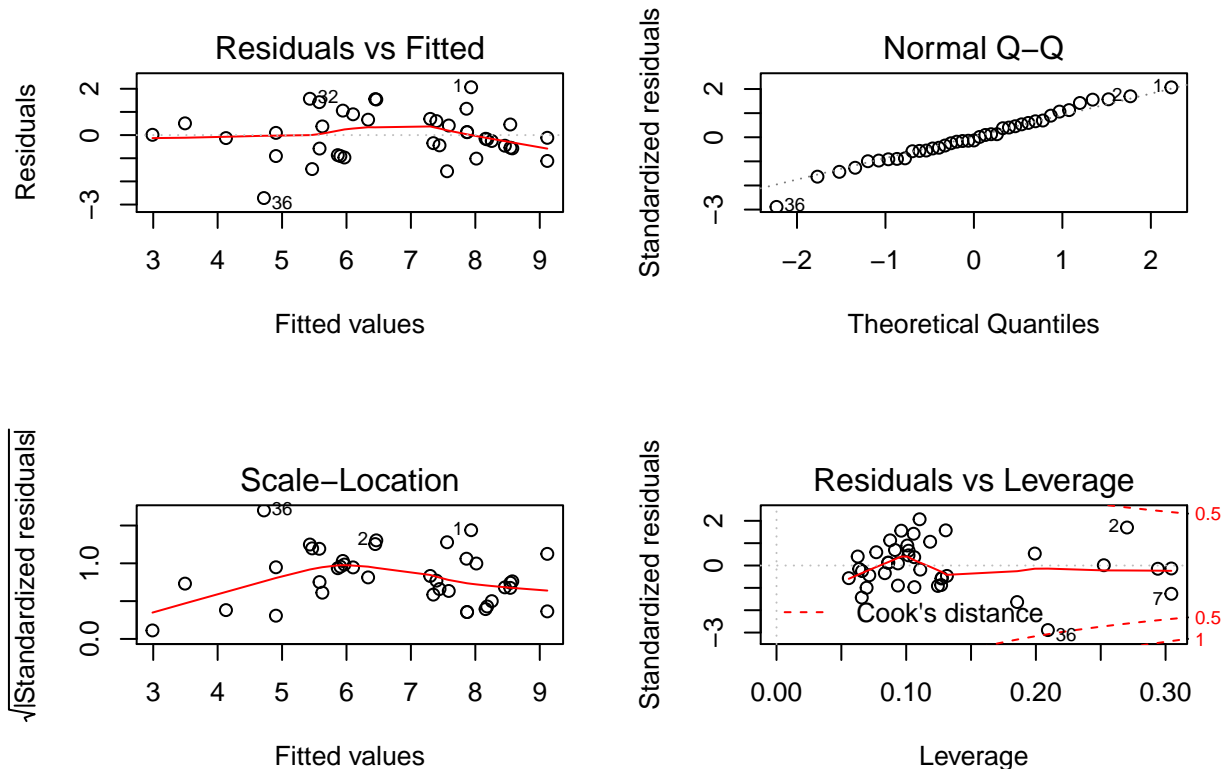 Residuals vs Fitted
Residuals
2
0
−3
1
32
36
3 4 5 6 7 8 9
Fitted values
Normal Q−Q
Standardized residuals
2
0
−3
2
1
36
−2 −1 0 1 2
Theoretical Quantiles
Scale−Location
√|Standardized residuals|
1.0
0.0
36
2
1
3 4 5 6 7 8 9
Fitted values
Residuals vs Leverage
Standardized residuals
2
0
−3
2
7
36
Cook's distance
0.5
0.5
1
0.00 0.10 0.20 0.30
Leverage